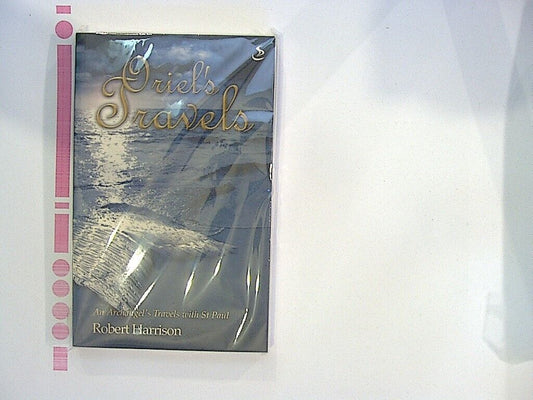 Oriel's
Travels
An Archangel's Travels with St Paul
Robert Harrison